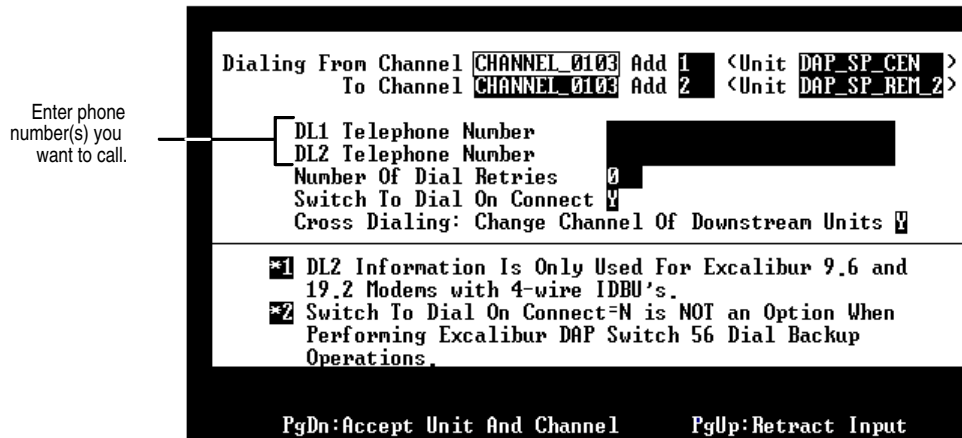 Dialing From Channel CHANNEL_0103 Add 1 <Unit DAP_SP_CEN >
To Channel CHANNEL_0103 Add 2 <Unit DAP_SP_REM_2>
Enter phone
number(s) you
want to call.
DL1 Telephone Number
DL2 Telephone Number
Number Of Dial Retries 0
Switch To Dial On Connect Y
Cross Dialing: Change Channel Of Downstream Units Y
*1 DL2 Information Is Only Used For Excalibur 9.6 and
19.2 Modems with 4-wire IDBU's.
*2 Switch To Dial On Connect=N is NOT an Option When
Performing Excalibur DAP Switch 56 Dial Backup
Operations.
PgDn:Accept Unit And Channel PgUp:Retract Input